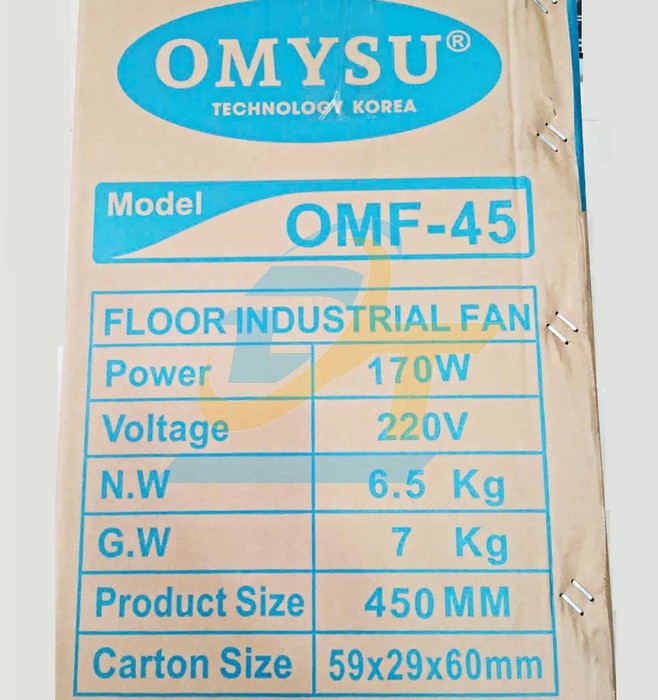 OMYSU®
TECHNOLOGY KOREA
Model OMF-45
FLOOR INDUSTRIAL FAN
Power 170W
Voltage 220V
N.W 6.5 Kg
G.W 7 Kg
Product Size 450 MM
Carton Size 59x29x60mm